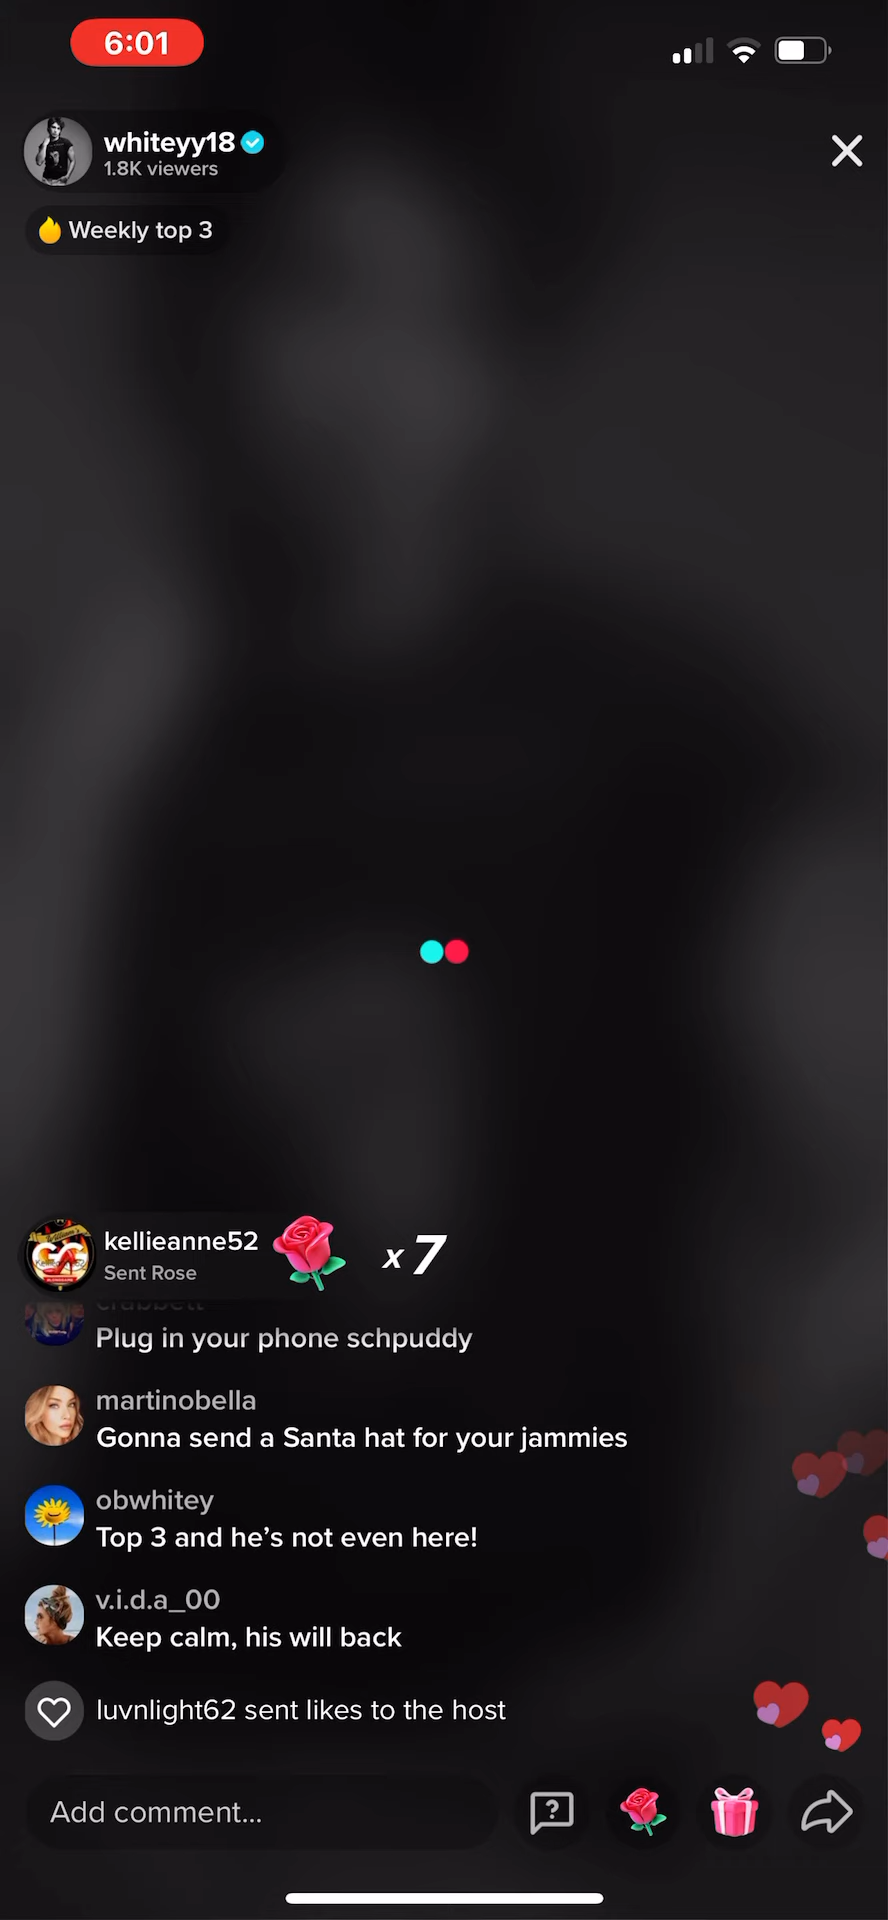 6:01
whiteyy18
1.8K viewers
Weekly top 3
kellieanne52
Sent Rose
x 7
Plug in your phone schpuddy
martinobella
Gonna send a Santa hat for your jammies
obwhitey
Top 3 and he's not even here!
v.i.d.a_00
Keep calm, his will back
luvnlight62 sent likes to the host
Add comment...